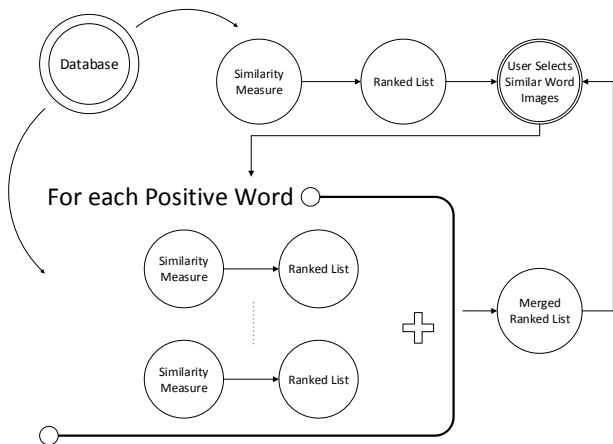 Database
Similarity
Measure
Ranked List
User Selects
Similar Word
Images
For each Positive Word
Similarity
Measure
Ranked List
Merged
Ranked List
Similarity
Measure
Ranked List